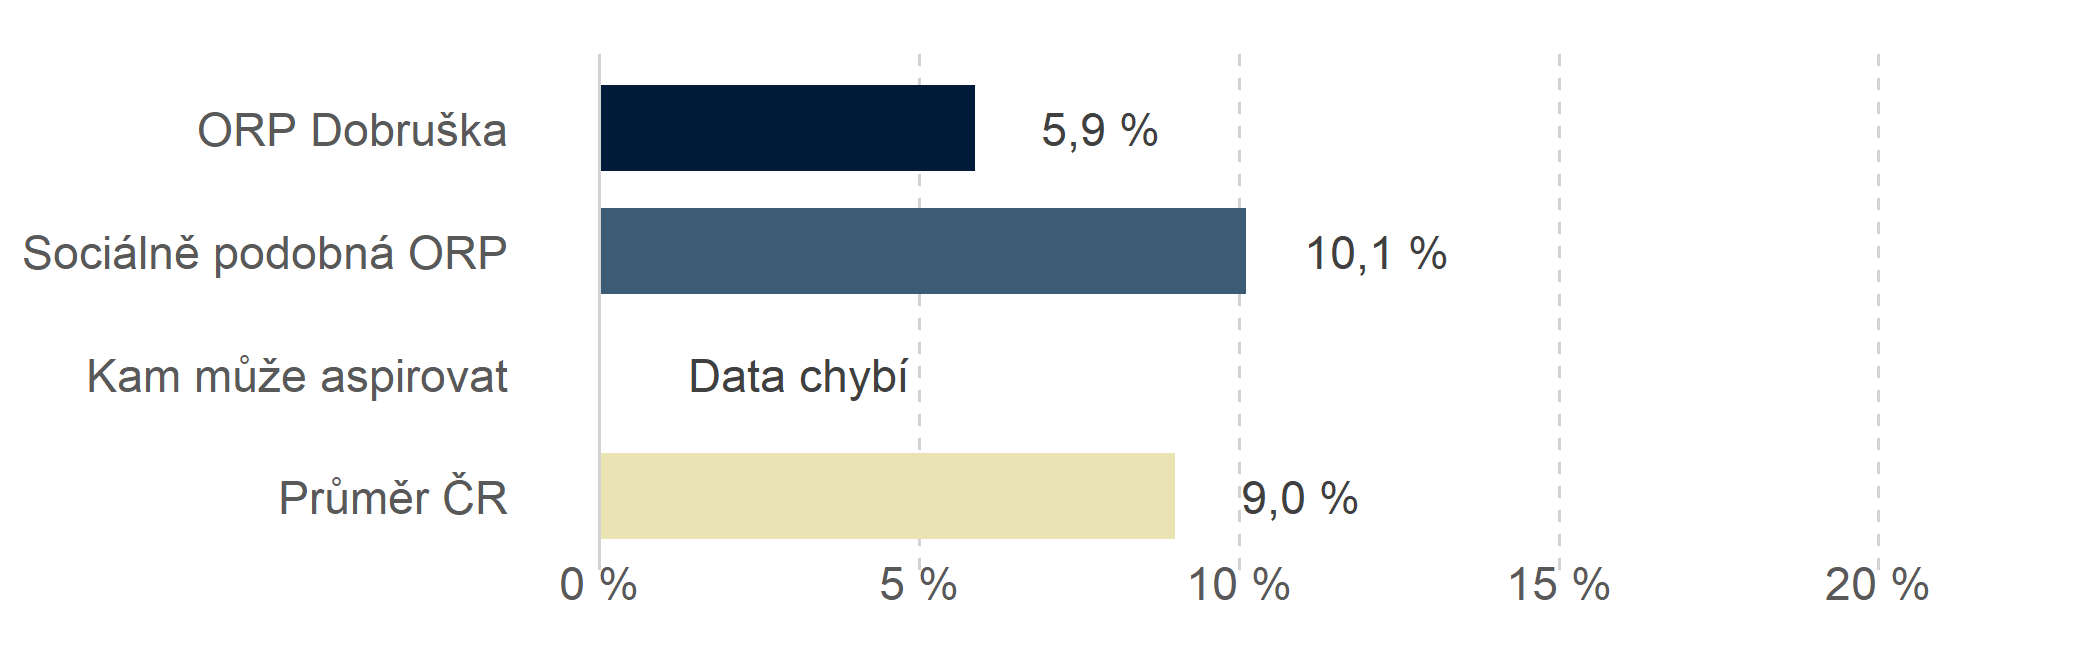 ORP Dobruška 5,9 %
Sociálně podobná ORP 10,1 %
Kam může aspirovat Data chybí
Průměr ČR 9,0 %
0 % 5 % 10 % 15 % 20 %